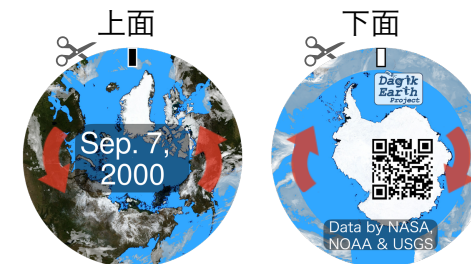 上面
下面
Sep. 7,
2000
Dagik
Earth
Project
Data by NASA,
NOAA & USGS